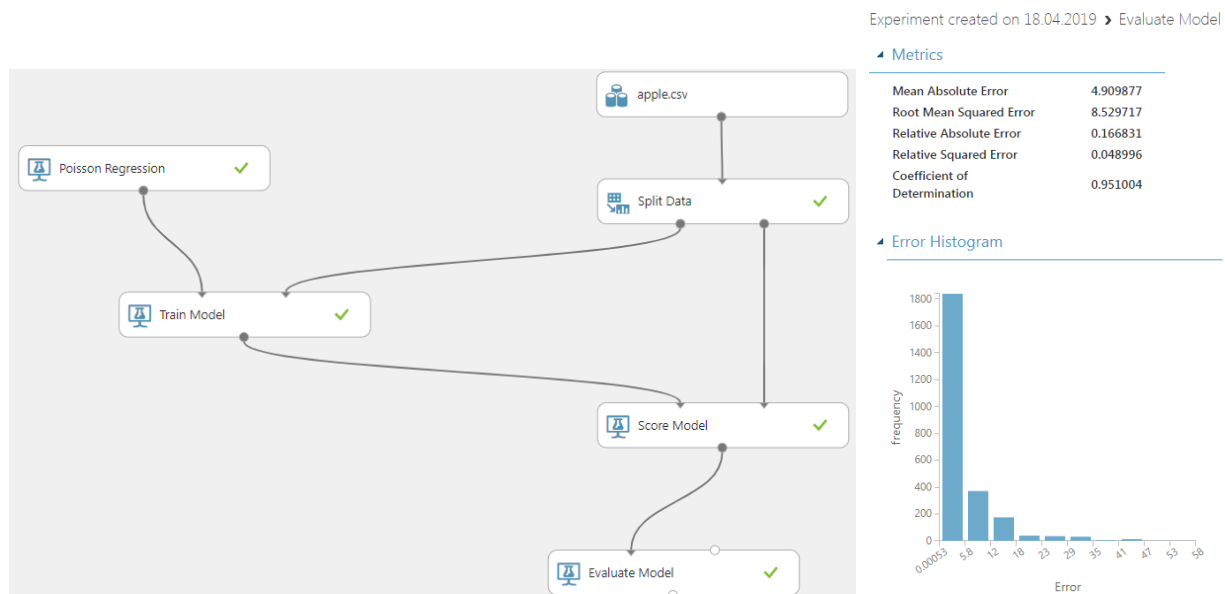 Experiment created on 18.04.2019 ❯ Evaluate Model
apple.csv
Poisson Regression
Split Data
Train Model
Score Model
Evaluate Model
Metrics
Mean Absolute Error 4.909877
Root Mean Squared Error 8.529717
Relative Absolute Error 0.166831
Relative Squared Error 0.048996
Coefficient of
Determination 0.951004
Error Histogram
1800
1600
1400
1200
1000
800
600
400
200
0
frequency
0.00053 5.8 12 18 23 29 35 41 47 53 58
Error